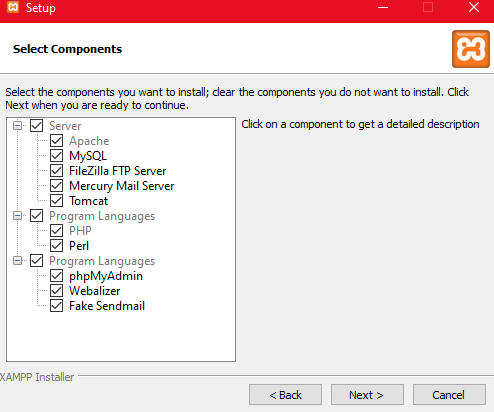 Setup
Select Components
Select the components you want to install; clear the components you do not want to install. Click
Next when you are ready to continue.
Server
Apache
MySQL
FileZilla FTP Server
Mercury Mail Server
Tomcat
Program Languages
PHP
Perl
Program Languages
phpMyAdmin
Webalizer
Fake Sendmail
Click on a component to get a detailed description
XAMPP Installer
< Back
Next >
Cancel